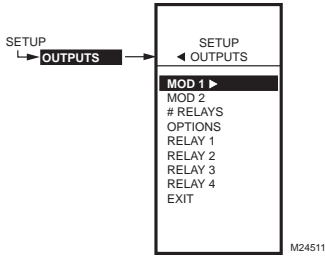 SETUP
OUTPUTS
SETUP
◄ OUTPUTS
MOD 1 ►
MOD 2
# RELAYS
OPTIONS
RELAY 1
RELAY 2
RELAY 3
RELAY 4
EXIT
M24511